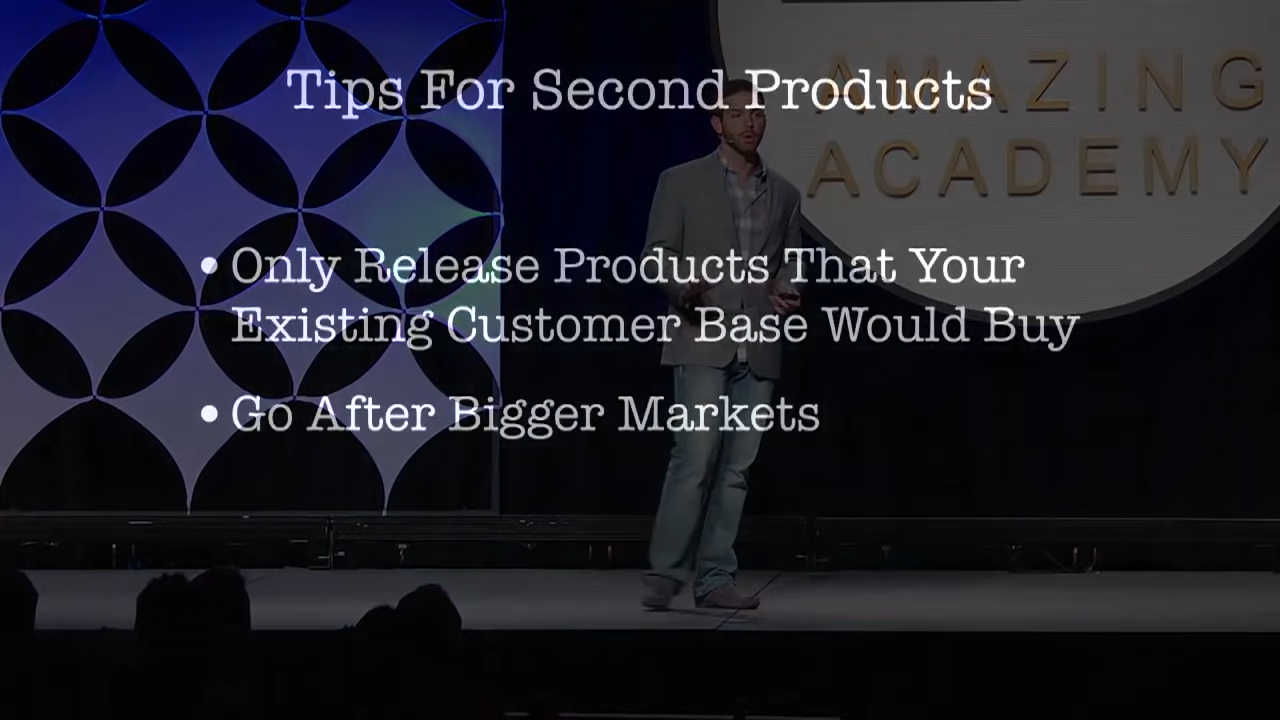 Tips For Second Products
AMAZING
ACADEMY
• Only Release Products That Your
Existing Customer Base Would Buy
• Go After Bigger Markets